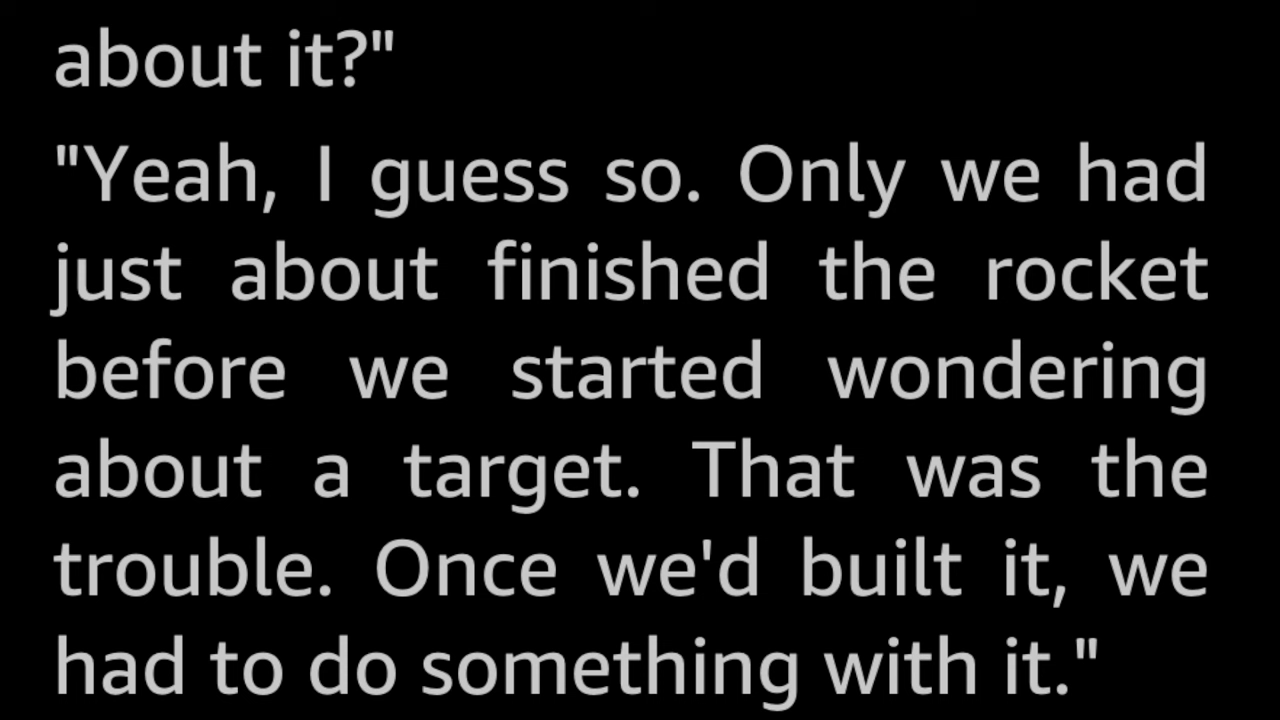 about it?"
"Yeah, I guess so. Only we had
just about finished the rocket
before we started wondering
about a target. That was the
trouble. Once we'd built it, we
had to do something with it."